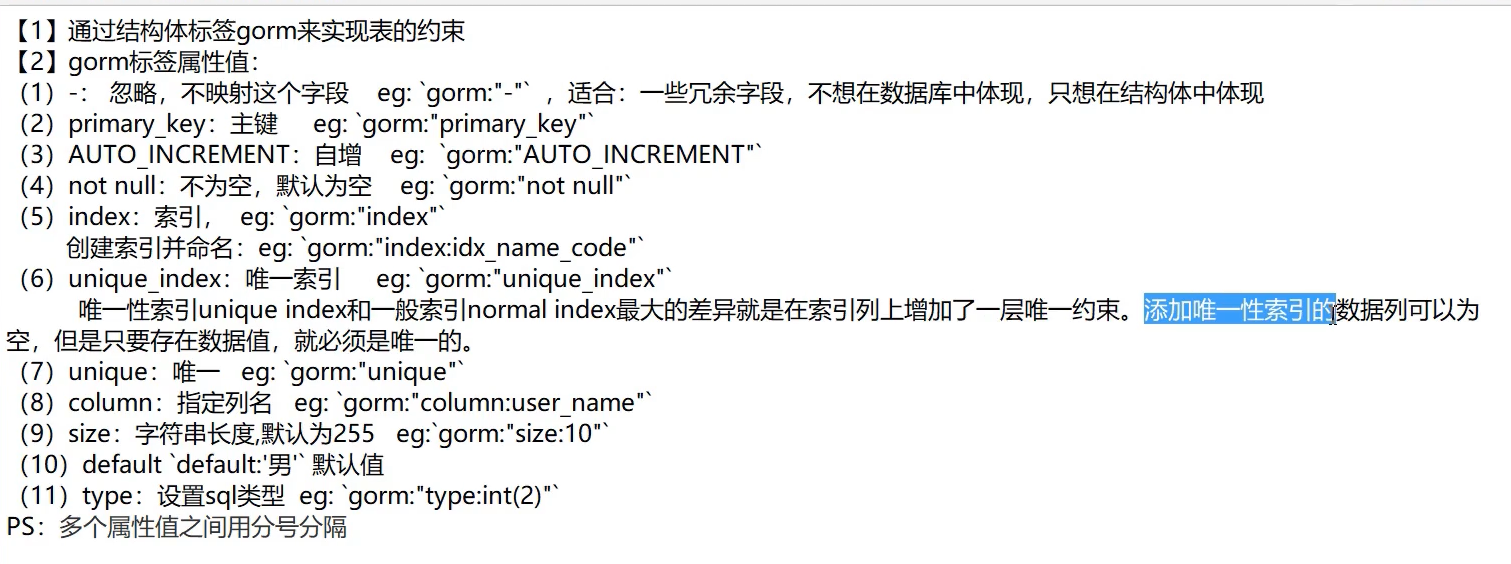 【1】通过结构体标签gorm来实现表的约束
【2】gorm标签属性值：
（1）-： 忽略，不映射这个字段 eg: `gorm:"-"` ，适合：一些冗余字段，不想在数据库中体现，只想在结构体中体现
（2）primary_key：主键 eg: `gorm:"primary_key"`
（3）AUTO_INCREMENT：自增 eg: `gorm:"AUTO_INCREMENT"`
（4）not null：不为空，默认为空 eg: `gorm:"not null"`
（5）index：索引， eg: `gorm:"index"`
创建索引并命名：eg: `gorm:"index:idx_name_code"`
（6）unique_index：唯一索引 eg: `gorm:"unique_index"`
唯一性索引unique index和一般索引normal index最大的差异就是在索引列上增加了一层唯一约束。添加唯一性索引的数据列可以为
空，但是只要存在数据值，就必须是唯一的。
（7）unique：唯一 eg: `gorm:"unique"`
（8）column：指定列名 eg: `gorm:"column:user_name"`
（9）size：字符串长度,默认为255 eg:`gorm:"size:10"`
（10）default `default:'男'` 默认值
（11）type：设置sql类型 eg: `gorm:"type:int(2)"`
PS：多个属性值之间用分号分隔